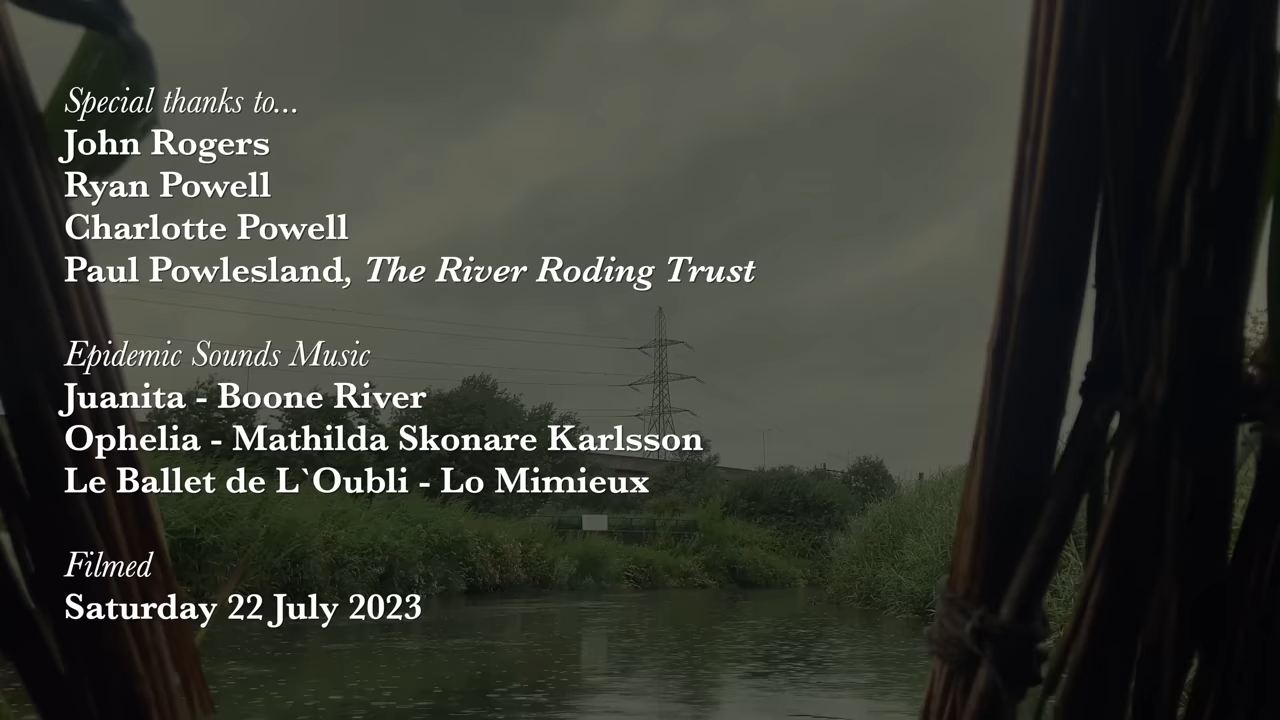 Special thanks to...
John Rogers
Ryan Powell
Charlotte Powell
Paul Powlesland, The River Roding Trust
Epidemic Sounds Music
Juanita - Boone River
Ophelia - Mathilda Skonare Karlsson
Le Ballet de L`Oubli - Lo Mimieux
Filmed
Saturday 22 July 2023